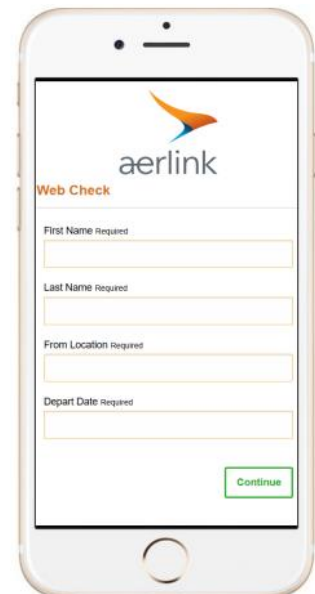 aerlink
Web Check
First Name Required
Last Name Required
From Location Required
Depart Date Required
Continue